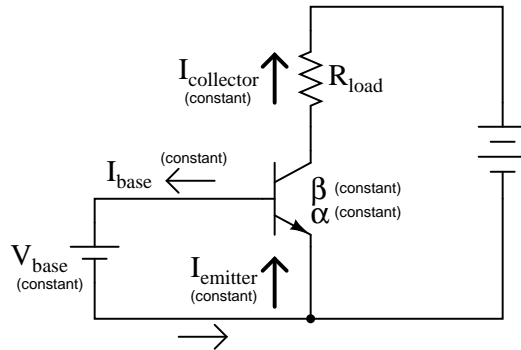 I collector
(constant)
R load
I base
(constant)
β (constant)
α (constant)
V base
(constant)
I emitter
(constant)